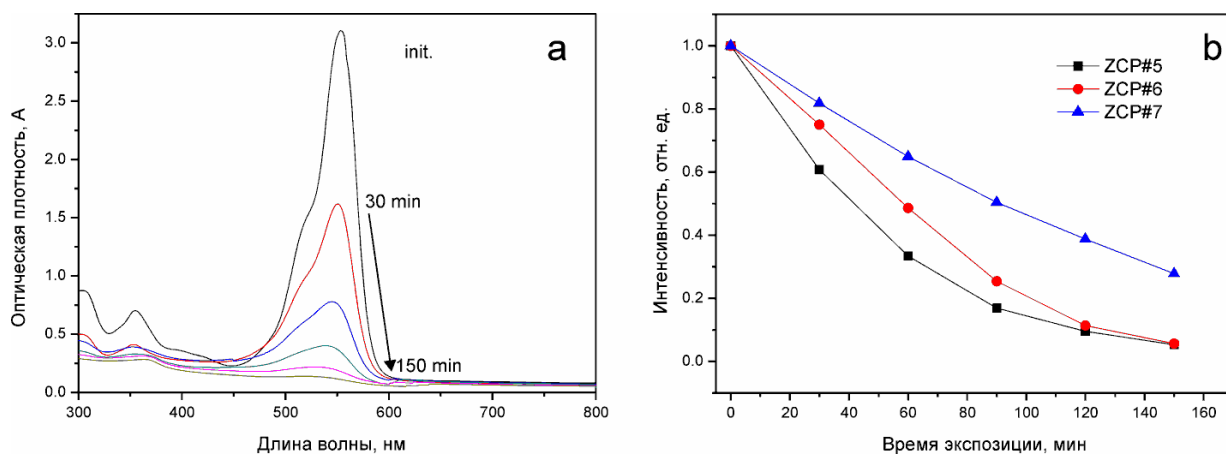 a
init.
30 min
150 min
3.0
2.5
2.0
1.5
1.0
0.5
0.0
300 400 500 600 700 800
Оптическая плотность, А
Длина волны, нм
b
ZCP#5
ZCP#6
ZCP#7
1.0
0.8
0.6
0.4
0.2
0.0
0 20 40 60 80 100 120 140 160
Интенсивность, отн. ед.
Время экспозиции, мин